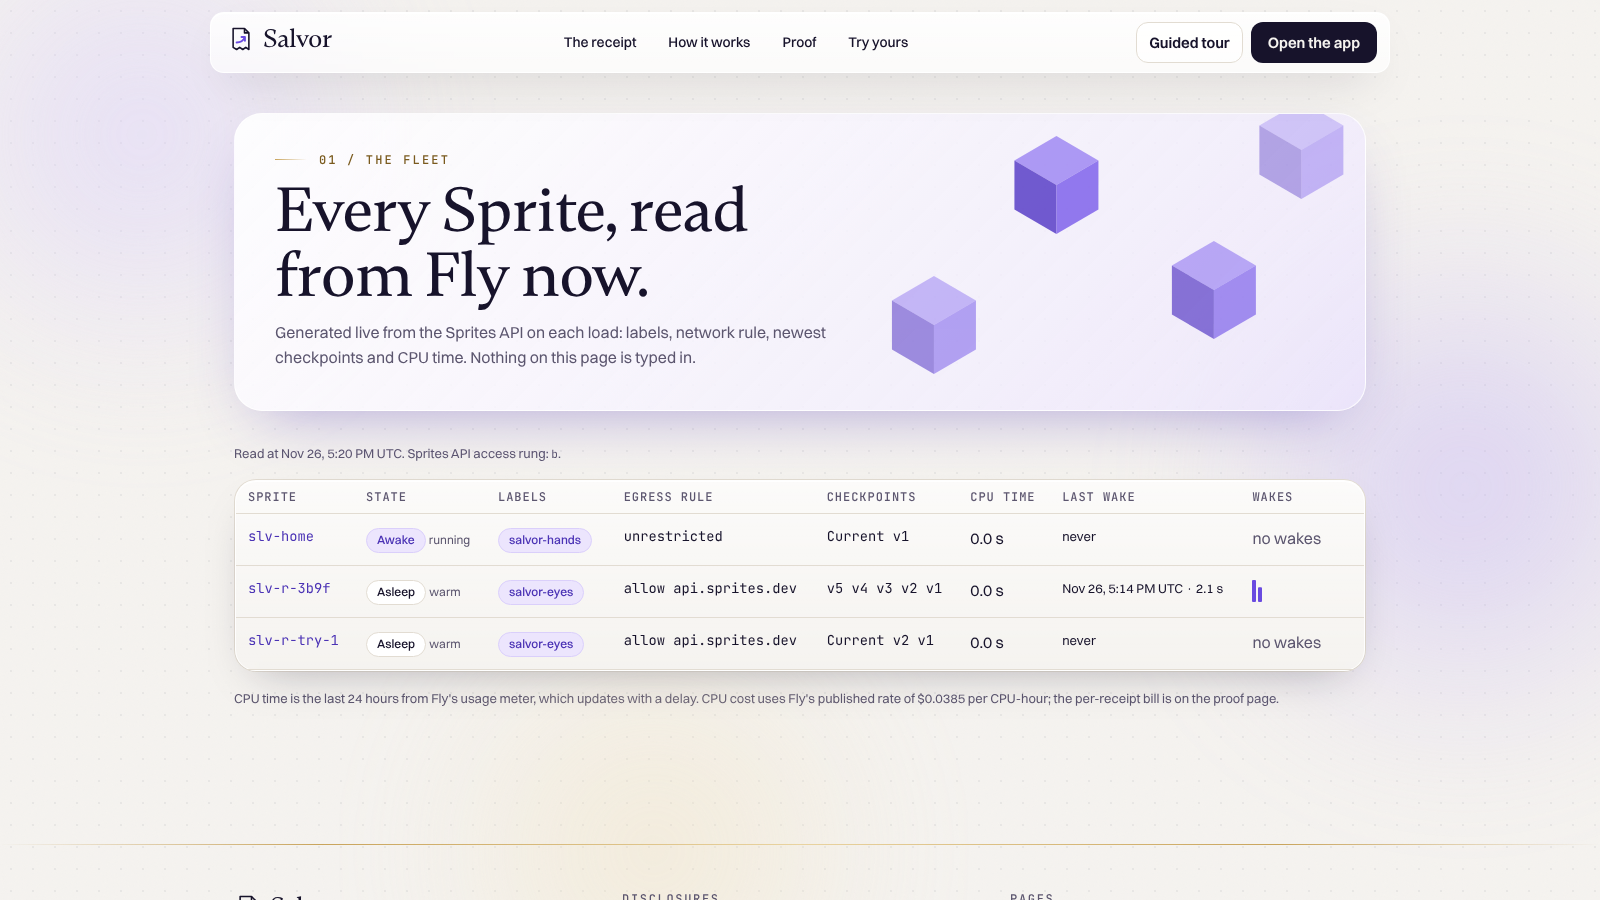 Salvor
The receipt How it works Proof Try yours
Guided tour Open the app
01 / THE FLEET
Every Sprite, read
from Fly now.
Generated live from the Sprites API on each load: labels, network rule, newest
checkpoints and CPU time. Nothing on this page is typed in.
Read at Nov 26, 5:20 PM UTC. Sprites API access rung: b.
SPRITE STATE LABELS EGRESS RULE CHECKPOINTS CPU TIME LAST WAKE WAKES
slv-home Awake running salvor-hands unrestricted Current v1 0.0 s never no wakes
slv-r-3b9f Asleep warm salvor-eyes allow api.sprites.dev v5 v4 v3 v2 v1 0.0 s Nov 26, 5:14 PM UTC · 2.1 s
slv-r-try-1 Asleep warm salvor-eyes allow api.sprites.dev Current v2 v1 0.0 s never no wakes
CPU time is the last 24 hours from Fly's usage meter, which updates with a delay. CPU cost uses Fly's published rate of $0.0385 per CPU-hour; the per-receipt bill is on the proof page.
DISCLOSURES PAGES